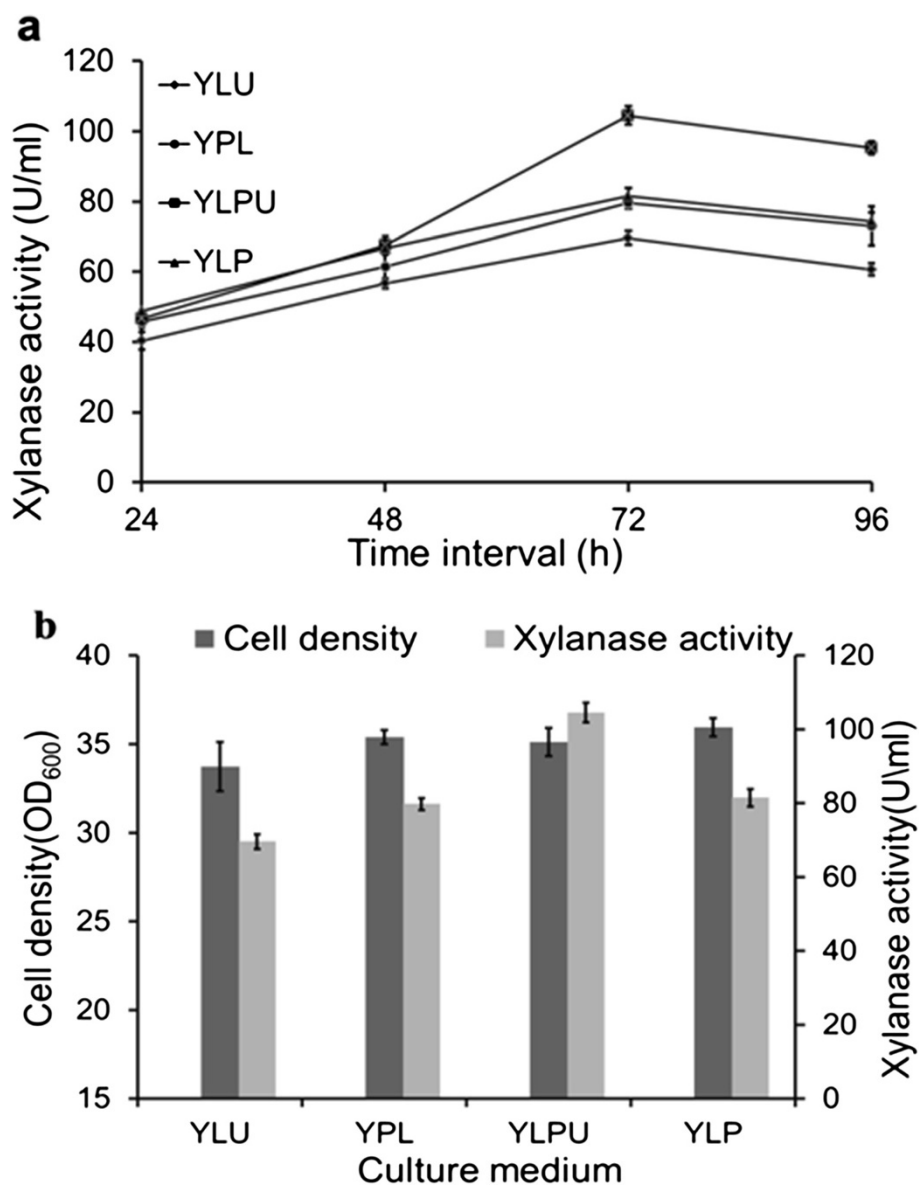 a
120
100
80
60
40
20
0
Xylanase activity (U/ml)
YLU
YPL
YLPU
YLP
24 48 72 96
Time interval (h)
b
Cell density Xylanase activity
40
35
30
25
20
15
Cell density(OD600)
120
100
80
60
40
20
0
Xylanase activity(U\ml)
YLU YPL YLPU YLP
Culture medium